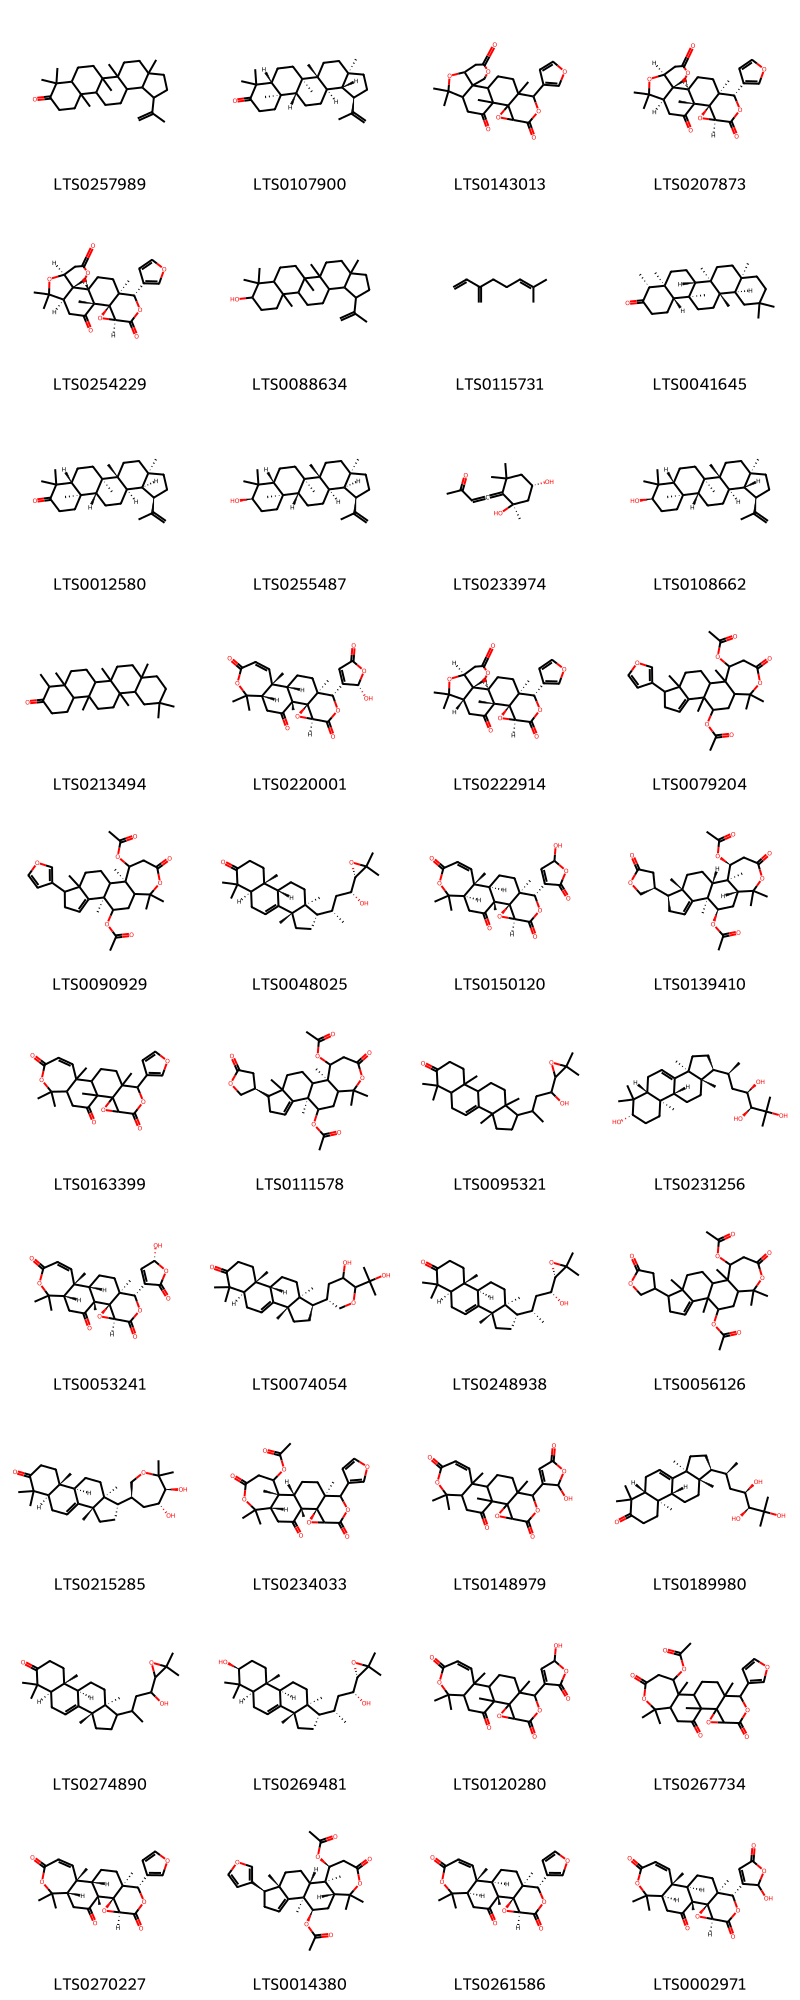 LTS0257989 LTS0107900 LTS0143013 LTS0207873
LTS0254229 LTS0088634 LTS0115731 LTS0041645
LTS0012580 LTS0255487 LTS0233974 LTS0108662
LTS0213494 LTS0220001 LTS0222914 LTS0079204
LTS0090929 LTS0048025 LTS0150120 LTS0139410
LTS0163399 LTS0111578 LTS0095321 LTS0231256
LTS0053241 LTS0074054 LTS0248938 LTS0056126
LTS0215285 LTS0234033 LTS0148979 LTS0189980
LTS0274890 LTS0269481 LTS0120280 LTS0267734
LTS0270227 LTS0014380 LTS0261586 LTS0002971